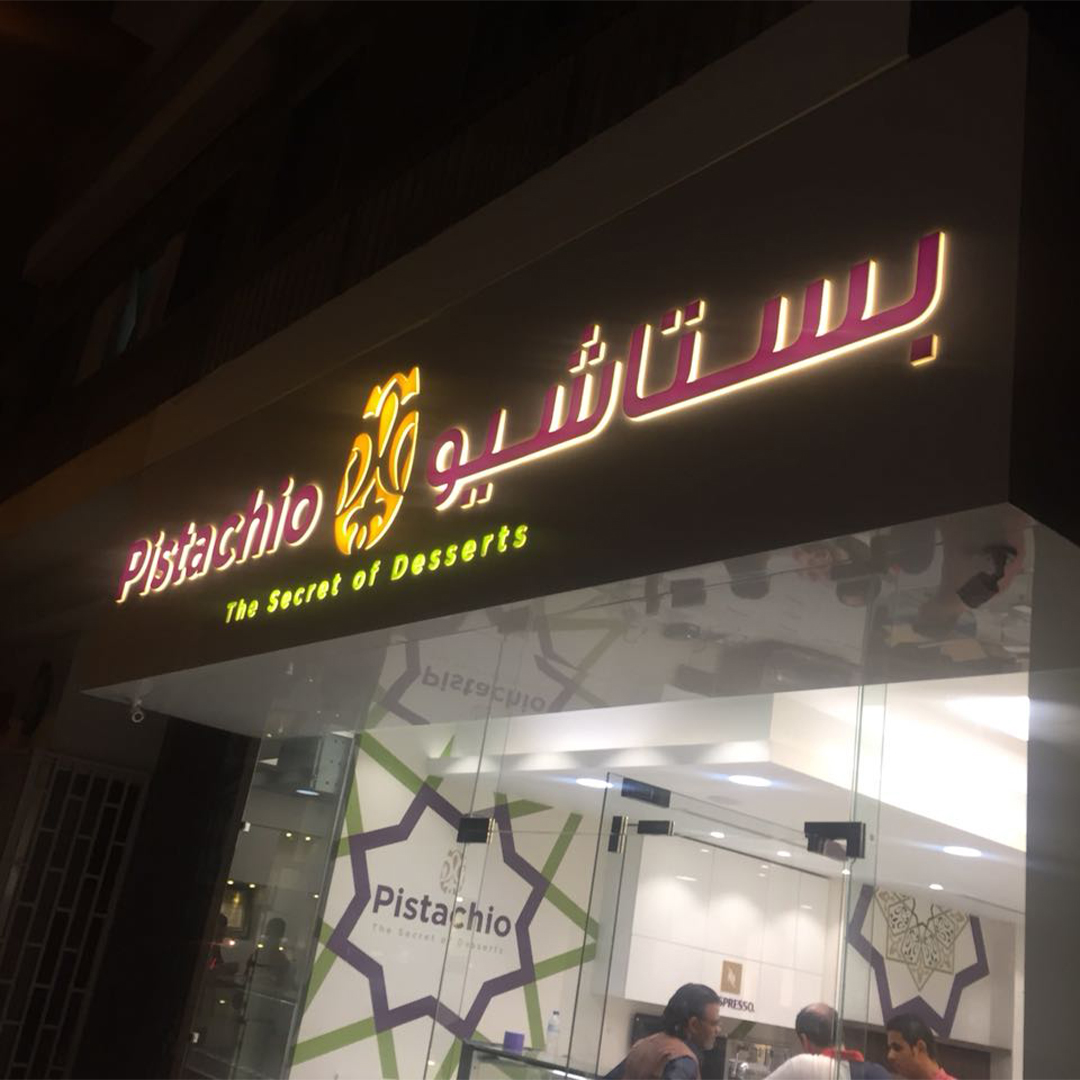 بستاشيو
Pistachio
The Secret of Desserts
Pistachio
Pistachio
The Secret of Desserts